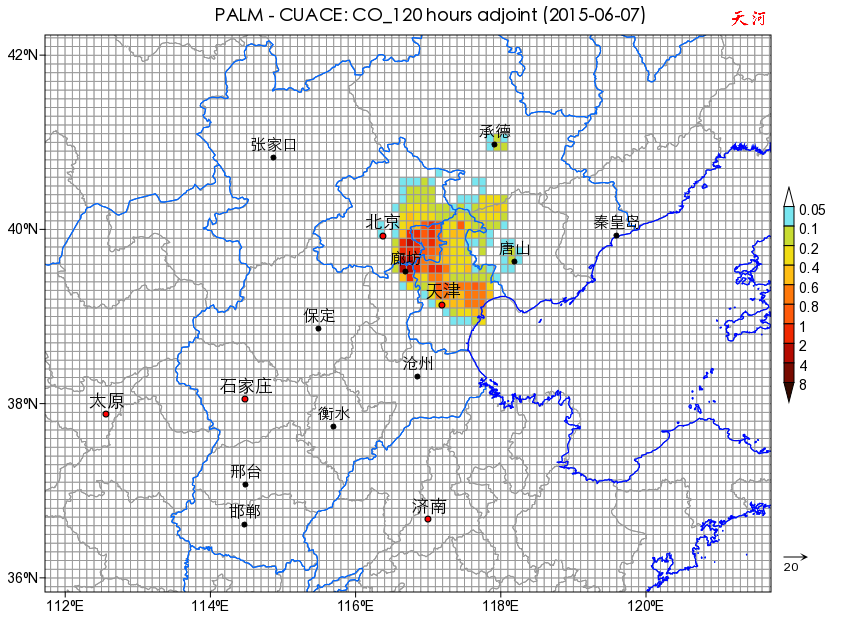 PALM - CUACE: CO_120 hours adjoint (2015-06-07)
天河
42°N
承德
张家口
0.05
北京
秦皇岛
0.1
40°N
唐山
0.2
廊坊
0.4
天津
0.6
保定
0.8
1
2
沧州
4
石家庄
8
太原
38°N
衡水
邢台
济南
邯郸
20
36°N
112°E
114°E
116°E
118°E
120°E